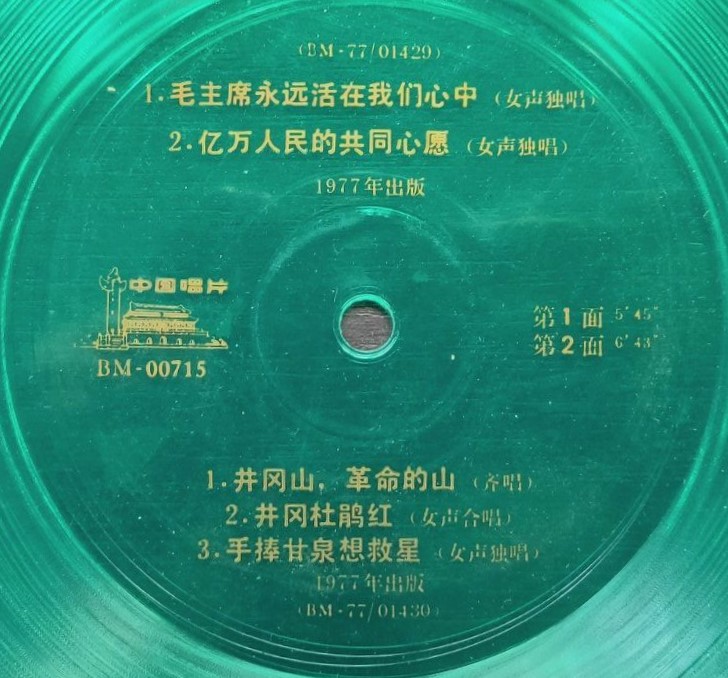 (BM-77/01429)
1.毛主席永远活在我们心中 (女声独唱)
2.亿万人民的共同心愿 (女声独唱)
1977年出版
中国唱片
BM-00715
第1面 5′45″
第2面 6′43″
1.井冈山，革命的山 (齐唱)
2.井冈杜鹃红 (女声合唱)
3.手捧甘泉想救星 (女声独唱)
1977年出版
(BM-77/01430)